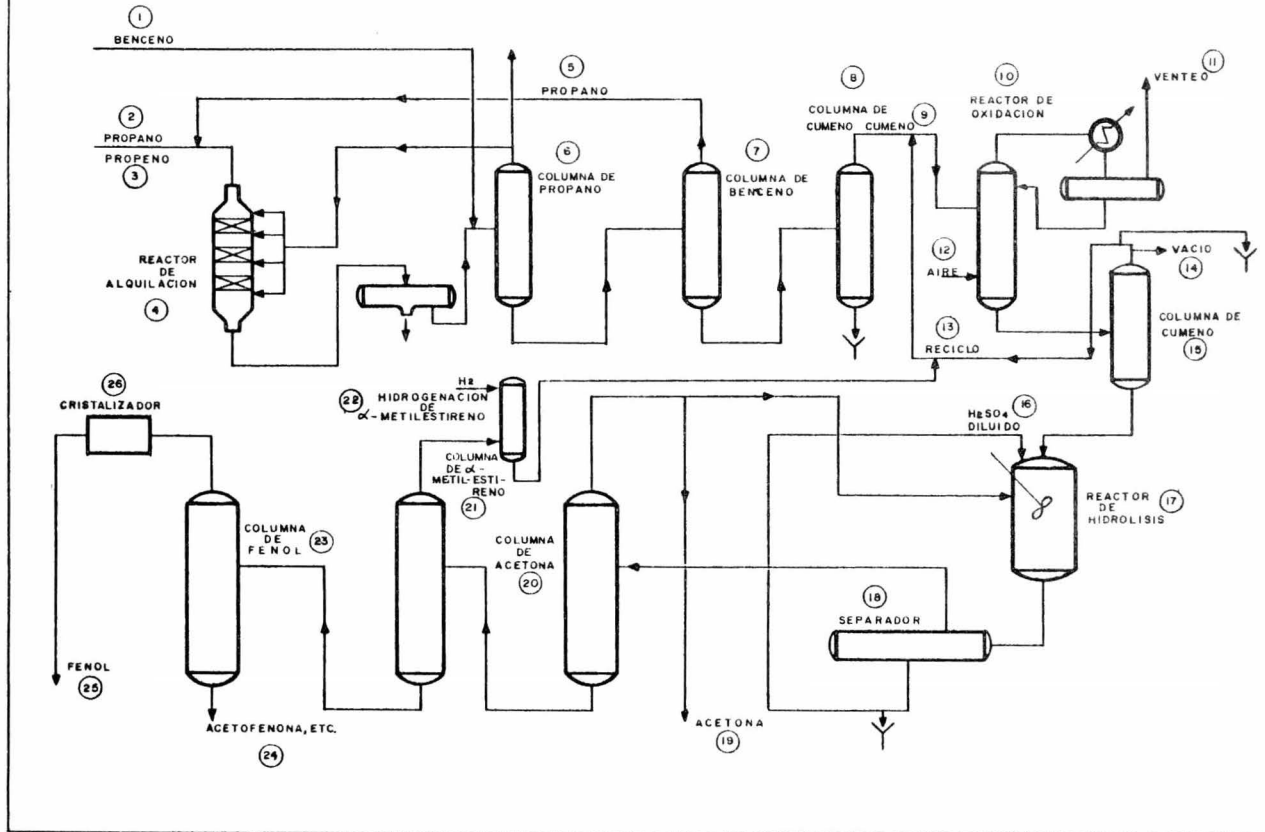 1
BENCENO
2
PROPANO
PROPENO
3
REACTOR
DE
ALQUILACION
4
5
PROPANO
6
COLUMNA DE
PROPANO
7
COLUMNA DE
BENCENO
8
COLUMNA DE
CUMENO
9
CUMENO
10
REACTOR DE
OXIDACION
11
VENTEO
12
AIRE
13
RECICLO
VACIO
14
COLUMNA DE
CUMENO
15
16
H2SO4
DILUIDO
REACTOR
DE
HIDROLISIS
17
18
SEPARADOR
ACETONA
19
COLUMNA
DE
ACETONA
20
COLUMNA
DE α-
METIL-ESTI-
RENO
21
H2
22
HIDROGENACION
DE
α-METILESTIRENO
COLUMNA
DE
FENOL
23
ACETOFENONA, ETC.
24
FENOL
25
26
CRISTALIZADOR